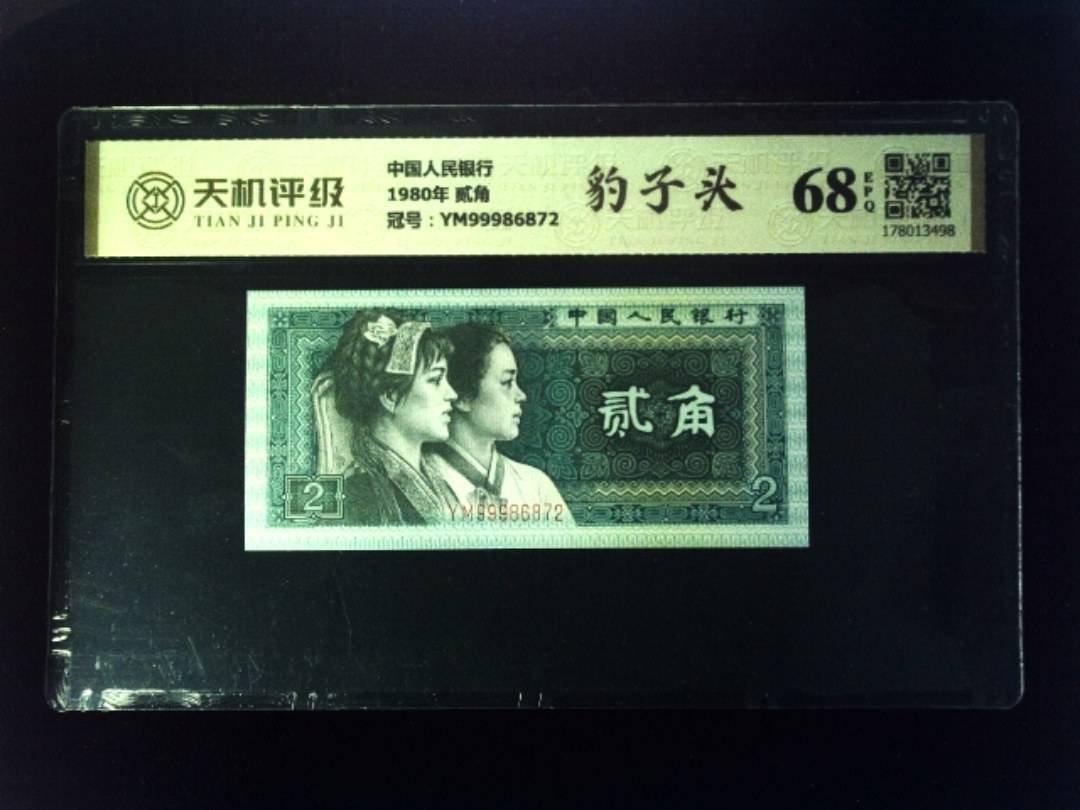 天机评级
TIAN JI PING JI
中国人民银行
1980年 贰角
冠号：YM99986872
豹子头
68
EPQ
178013498
中国人民银行
贰角
2
2
YM99986872